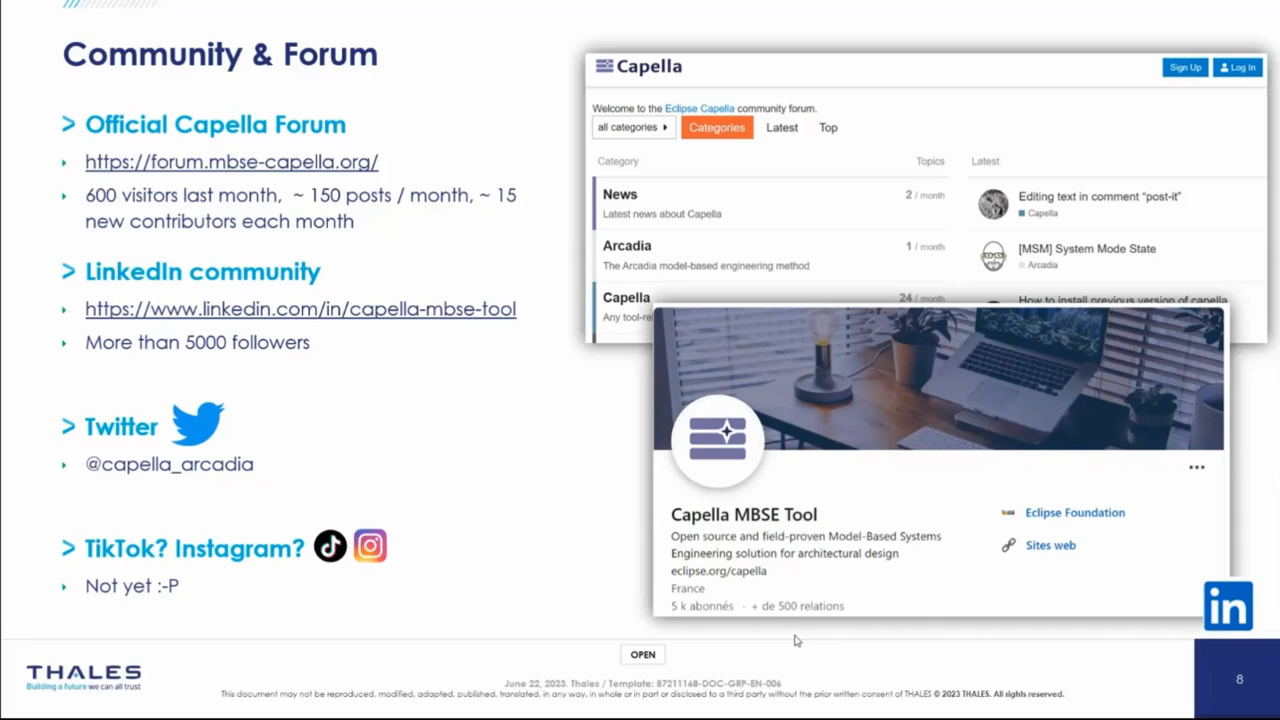 Community & Forum
> Official Capella Forum
https://forum.mbse-capella.org/
600 visitors last month, ~ 150 posts / month, ~ 15
new contributors each month
> LinkedIn community
https://www.linkedin.com/in/capella-mbse-tool
More than 5000 followers
> Twitter
@capella_arcadia
> TikTok? Instagram?
Not yet :-P
Capella
Sign Up
Log In
Welcome to the Eclipse Capella community forum.
all categories
Categories
Latest
Top
Category
Topics
Latest
News
2 / month
Latest news about Capella
Editing text in comment “post-it”
Capella
Arcadia
1 / month
The Arcadia model-based engineering method
[MSM] System Mode State
Arcadia
Capella
24 / month
Any tool-re
How to install previous version of capella
Capella MBSE Tool
Open source and field-proven Model-Based Systems
Engineering solution for architectural design
eclipse.org/capella
France
5 k abonnés · + de 500 relations
Eclipse Foundation
Sites web
in
THALES
Building a future we can all trust
OPEN
June 22, 2023. Thales / Template: 87211168-DOC-GRP-EN-006
This document may not be reproduced, modified, adapted, published, translated, in any way, in whole or in part or disclosed to a third party without the prior written consent of THALES © 2023 THALES. All rights reserved.
8